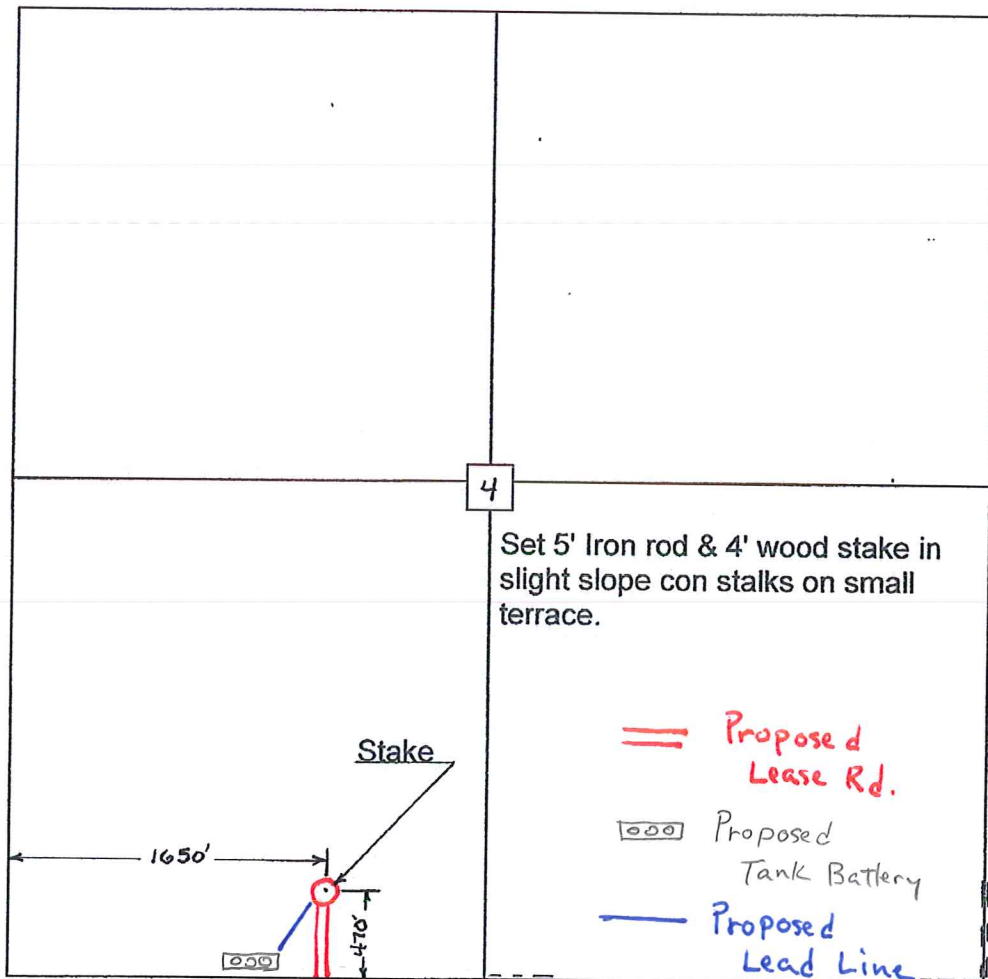 4
Set 5' Iron rod & 4' wood stake in
slight slope con stalks on small
terrace.
Stake
1650'
470'
Proposed
Lease Rd.
Proposed
Tank Battery
Proposed
Lead Line